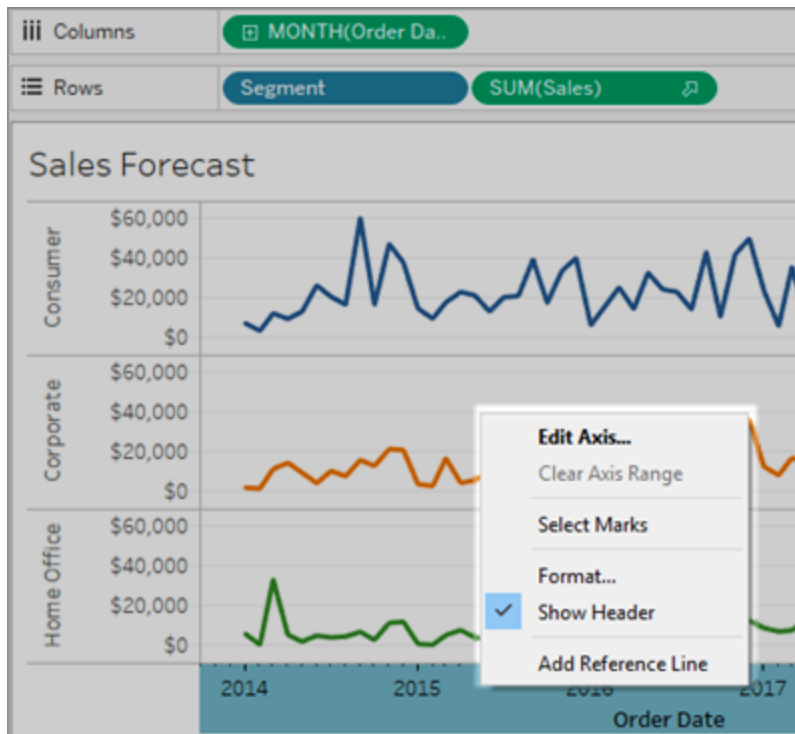 Columns
MONTH(Order Da..
Rows
Segment
SUM(Sales)
Sales Forecast
Consumer
$60,000
$40,000
$20,000
$0
Corporate
$60,000
$40,000
$20,000
$0
Home Office
$60,000
$40,000
$20,000
$0
Edit Axis...
Clear Axis Range
Select Marks
Format...
Show Header
Add Reference Line
2014
2015
2016
2017
Order Date